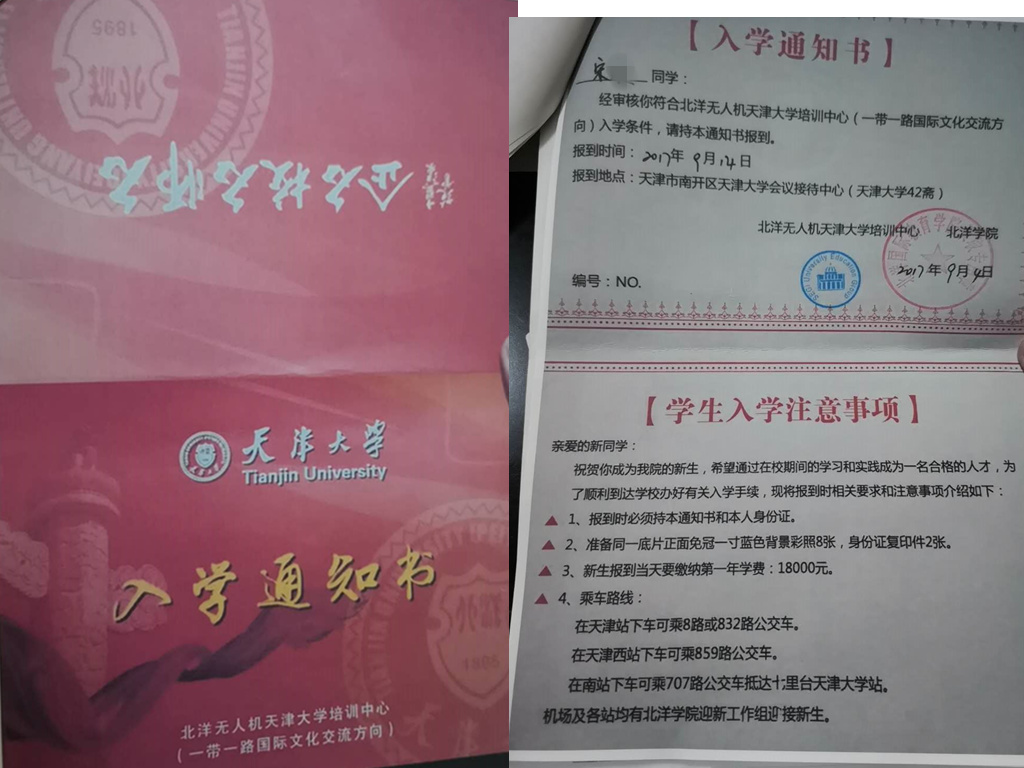 1895
北洋
名师名校名企
天津大学
Tianjin University
入学通知书
1895
北洋无人机天津大学培训中心
（一带一路国际文化交流方向）
【入学通知书】
宋 同学：
经审核你符合北洋无人机天津大学培训中心（一带一路国际文化交流方
向）入学条件，请持本通知书报到。
报到时间：2017年9月14日
报到地点：天津市南开区天津大学会议接待中心（天津大学42斋）
北洋无人机天津大学培训中心 北洋学院
2017年9月4日
编号：NO.
University Education Group
【学生入学注意事项】
亲爱的新同学：
祝贺你成为我院的新生，希望通过在校期间的学习和实践成为一名合格的人才，为
了顺利到达学校办好有关入学手续，现将报到时相关要求和注意事项介绍如下：
▲ 1、报到时必须持本通知书和本人身份证。
▲ 2、准备同一底片正面免冠一寸蓝色背景彩照8张，身份证复印件2张。
▲ 3、新生报到当天要缴纳第一年学费：18000元。
▲ 4、乘车路线：
在天津站下车可乘8路或832路公交车。
在天津西站下车可乘859路公交车。
在南站下车可乘707路公交车抵达七里台天津大学站。
机场及各站均有北洋学院迎新工作组迎接新生。